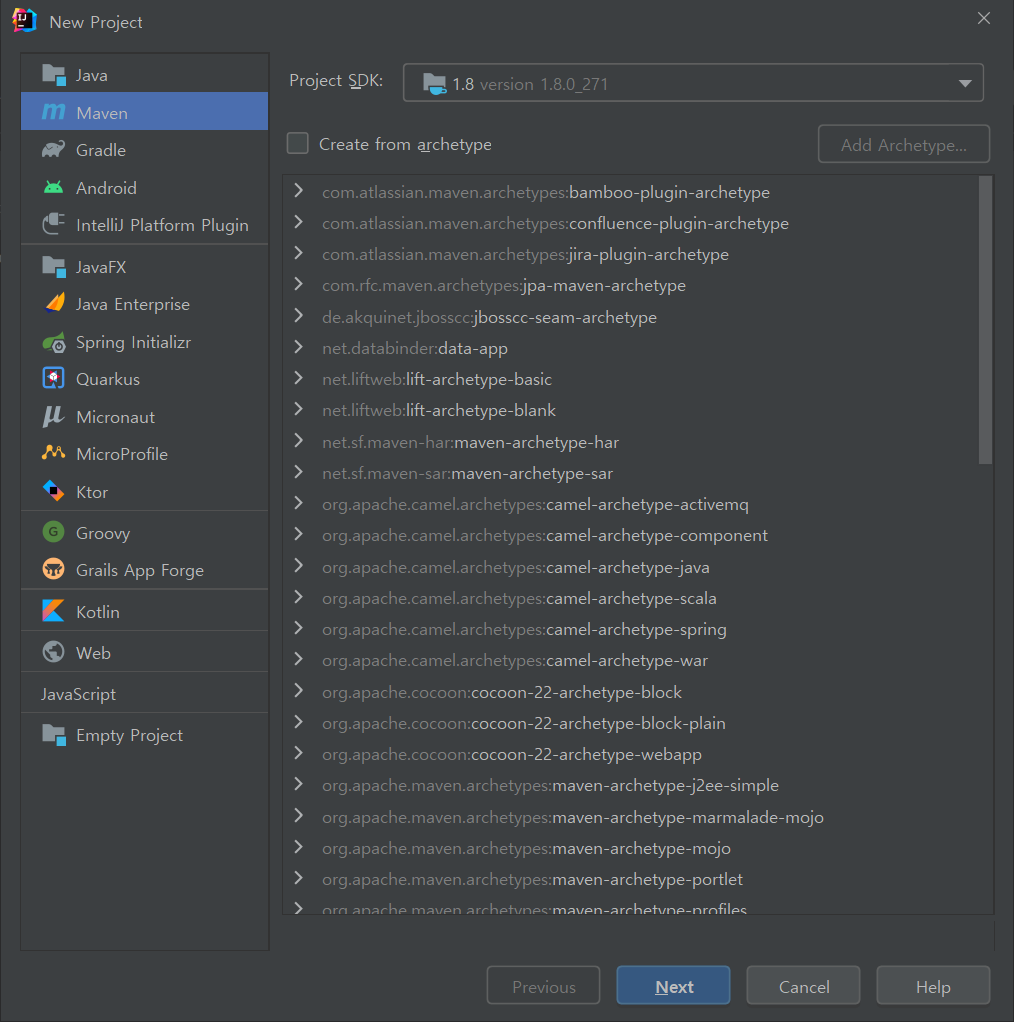 New Project
Java
Maven
Gradle
Android
IntelliJ Platform Plugin
JavaFX
Java Enterprise
Spring Initializr
Quarkus
Micronaut
MicroProfile
Ktor
Groovy
Grails App Forge
Kotlin
Web
JavaScript
Empty Project
Project SDK: 1.8 version 1.8.0_271
Create from archetype Add Archetype...
com.atlassian.maven.archetypes:bamboo-plugin-archetype
com.atlassian.maven.archetypes:confluence-plugin-archetype
com.atlassian.maven.archetypes:jira-plugin-archetype
com.rfc.maven.archetypes:jpa-maven-archetype
de.akquinet.jbosscc:jbosscc-seam-archetype
net.databinder:data-app
net.liftweb:lift-archetype-basic
net.liftweb:lift-archetype-blank
net.sf.maven-har:maven-archetype-har
net.sf.maven-sar:maven-archetype-sar
org.apache.camel.archetypes:camel-archetype-activemq
org.apache.camel.archetypes:camel-archetype-component
org.apache.camel.archetypes:camel-archetype-java
org.apache.camel.archetypes:camel-archetype-scala
org.apache.camel.archetypes:camel-archetype-spring
org.apache.camel.archetypes:camel-archetype-war
org.apache.cocoon:cocoon-22-archetype-block
org.apache.cocoon:cocoon-22-archetype-block-plain
org.apache.cocoon:cocoon-22-archetype-webapp
org.apache.maven.archetypes:maven-archetype-j2ee-simple
org.apache.maven.archetypes:maven-archetype-marmalade-mojo
org.apache.maven.archetypes:maven-archetype-mojo
org.apache.maven.archetypes:maven-archetype-portlet
org.apache.maven.archetypes:maven-archetype-profiles
Previous Next Cancel Help